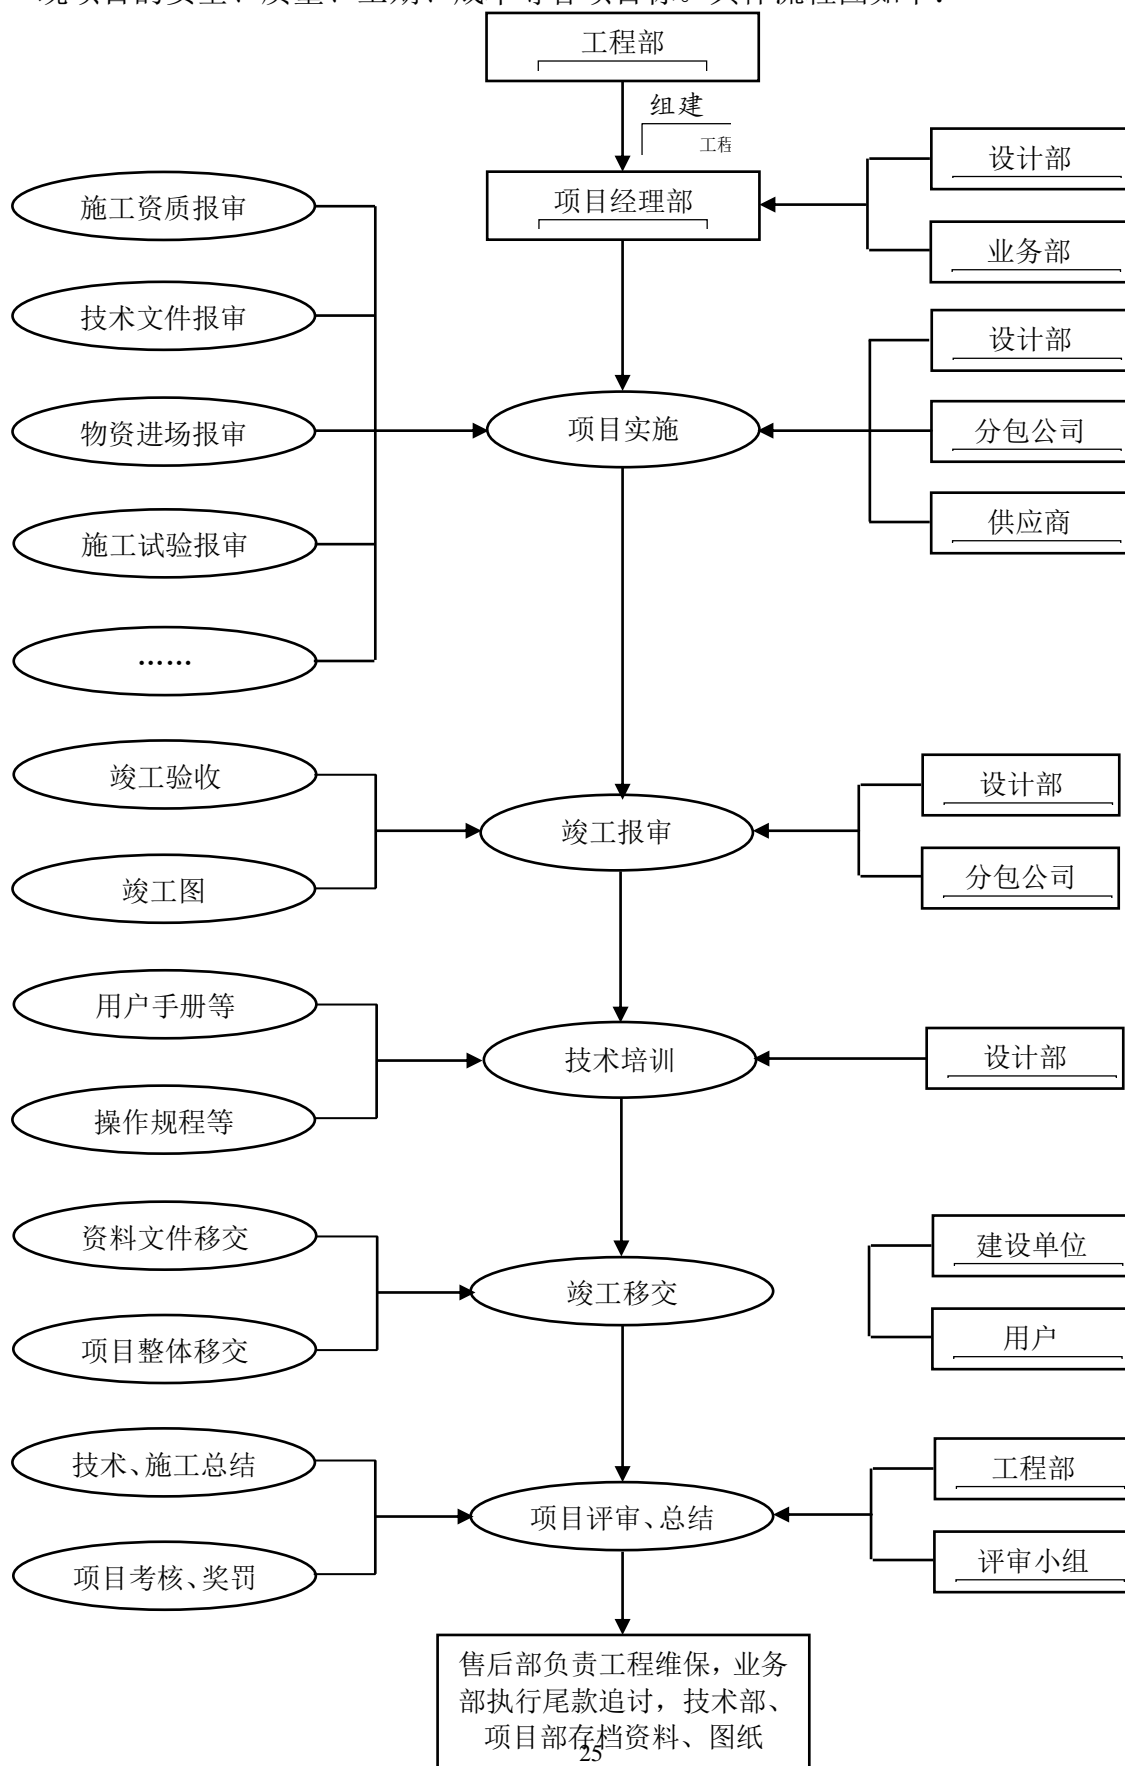 工程部
组建
工程
设计部
项目经理部
施工资质报审
业务部
技术文件报审
设计部
物资进场报审
项目实施
分包公司
供应商
施工试验报审
……
竣工验收
设计部
竣工报审
竣工图
分包公司
用户手册等
技术培训
设计部
操作规程等
资料文件移交
建设单位
竣工移交
项目整体移交
用户
技术、施工总结
工程部
项目评审、总结
项目考核、奖罚
评审小组
售后部负责工程维保，业务
部执行尾款追讨，技术部、
项目部存档资料、图纸
25